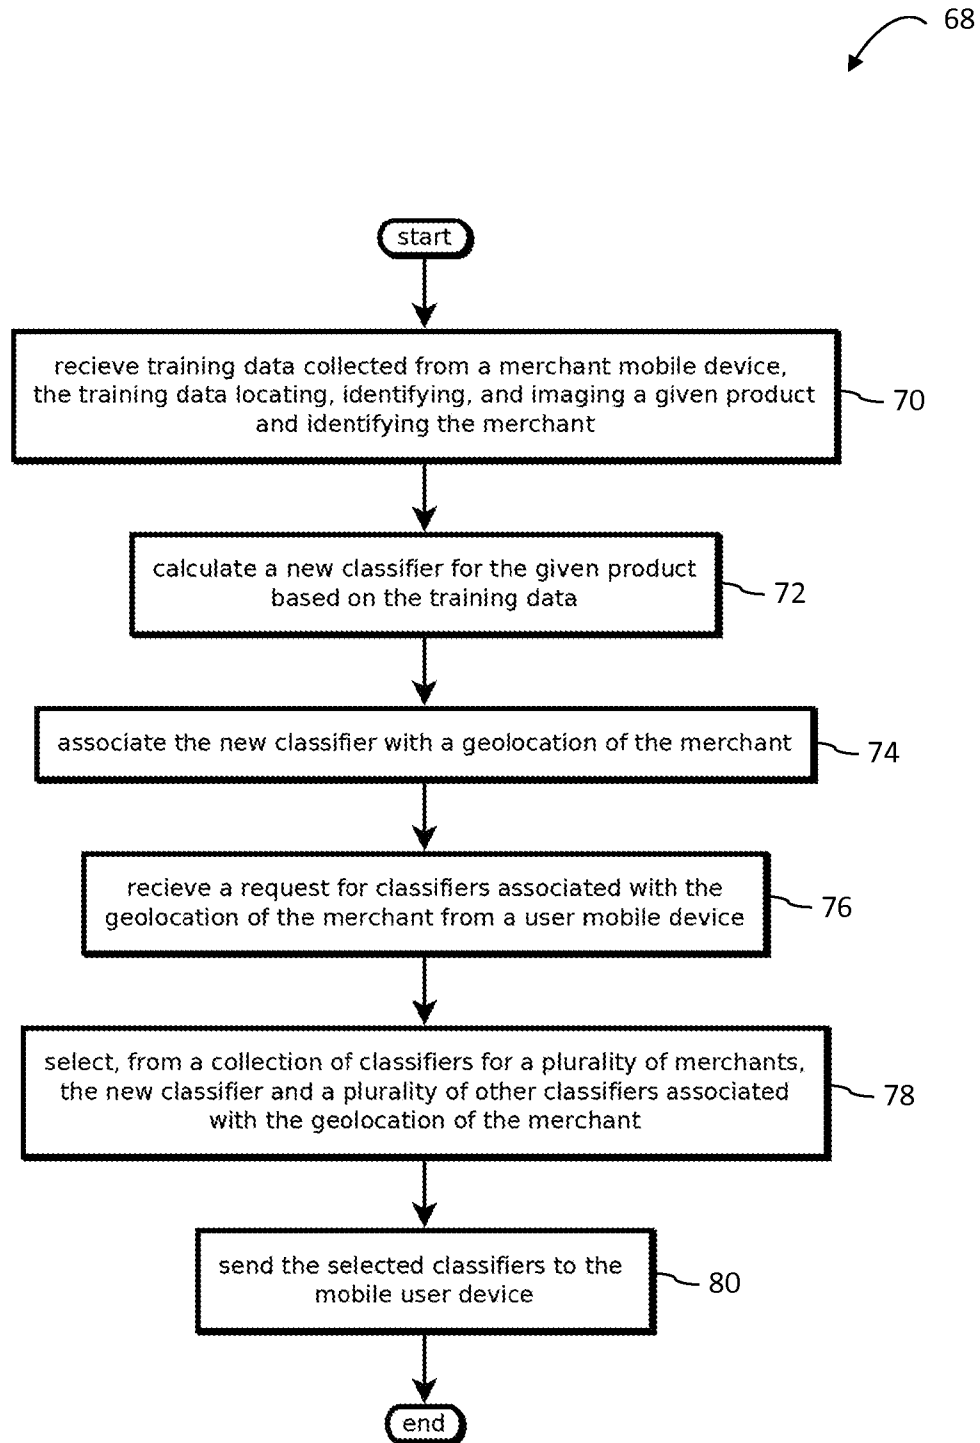 68
start
recieve training data collected from a merchant mobile device,
the training data locating, identifying, and imaging a given product
and identifying the merchant
70
calculate a new classifier for the given product
based on the training data
72
associate the new classifier with a geolocation of the merchant
74
recieve a request for classifiers associated with the
geolocation of the merchant from a user mobile device
76
select, from a collection of classifiers for a plurality of merchants,
the new classifier and a plurality of other classifiers associated
with the geolocation of the merchant
78
send the selected classifiers to the
mobile user device
80
end